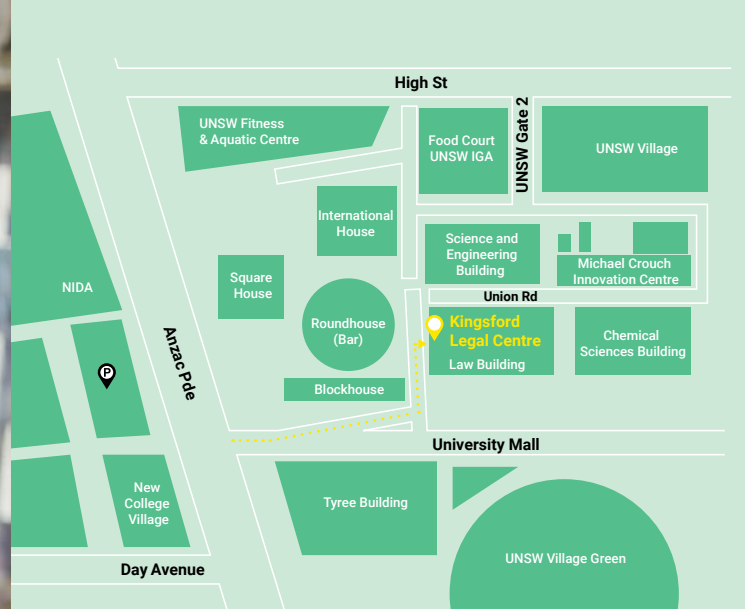 High St
UNSW Gate 2
UNSW Fitness
& Aquatic Centre
Food Court
UNSW IGA
UNSW Village
International
House
Science and
Engineering
Building
Michael Crouch
Innovation Centre
Square
House
NIDA
Union Rd
Roundhouse
(Bar)
Kingsford
Legal Centre
Law Building
Chemical
Sciences Building
Anzac Pde
P
Blockhouse
University Mall
New
College
Village
Tyree Building
UNSW Village Green
Day Avenue